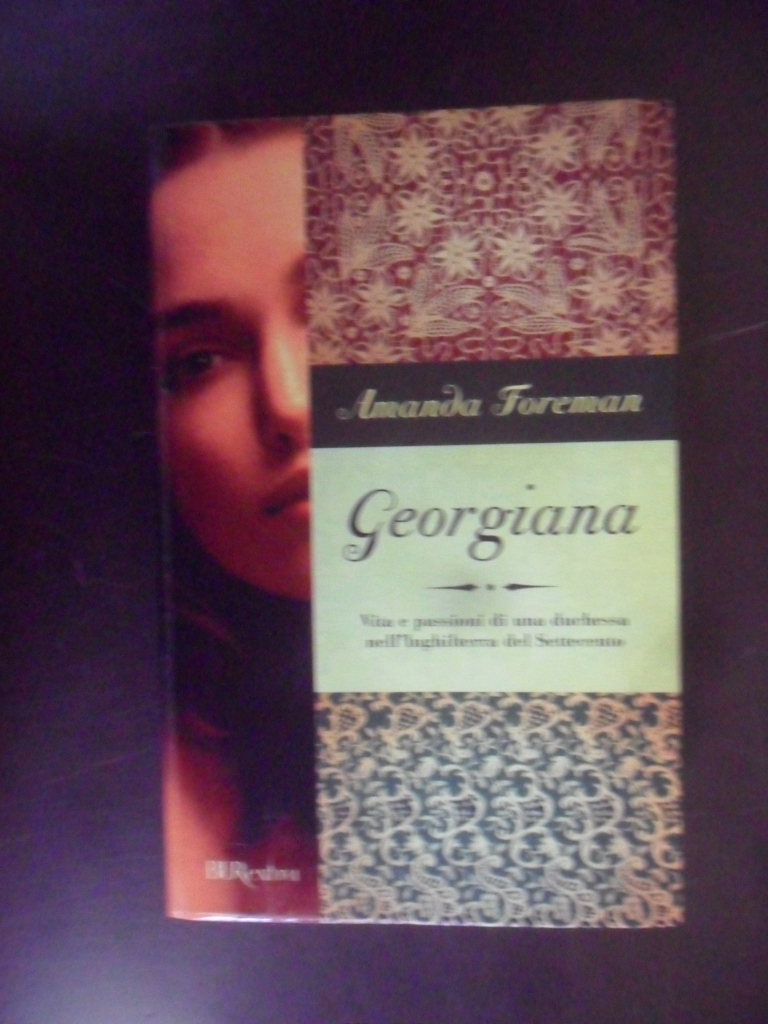 Amanda Foreman
Georgiana
Vita e passioni di una duchessa
nell'Inghilterra del Settecento
BURextra